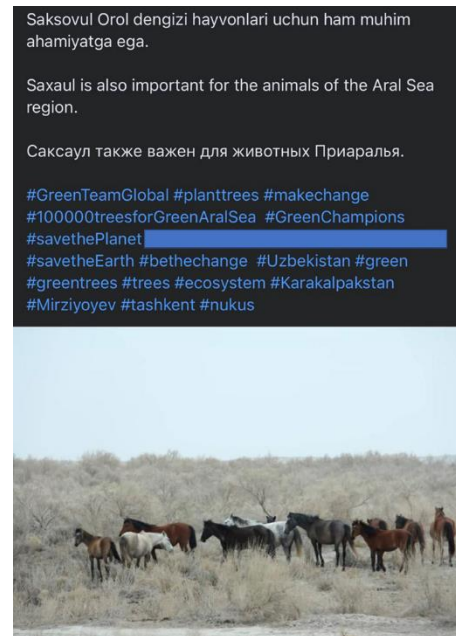 Saksovul Orol dengizi hayvonlari uchun ham muhim
ahamiyatga ega.
Saxaul is also important for the animals of the Aral Sea
region.
Саксаул также важен для животных Приаралья.
#GreenTeamGlobal #planttrees #makechange
#100000treesforGreenAralSea #GreenChampions
#savethePlanet
#savetheEarth #bethechange #Uzbekistan #green
#greentrees #trees #ecosystem #Karakalpakstan
#Mirziyoyev #tashkent #nukus